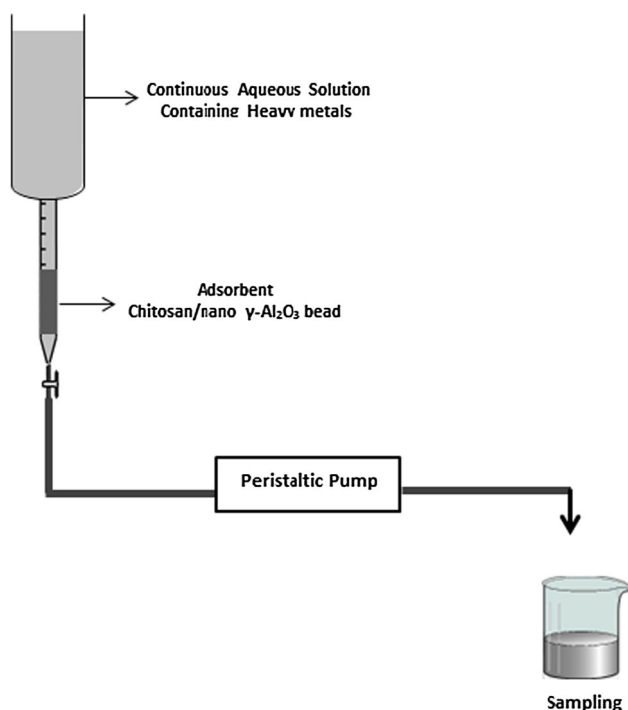 Continuous Aqueous Solution
Containing Heavy metals
Adsorbent
Chitosan/nano γ-Al₂O₃ bead
Peristaltic Pump
Sampling